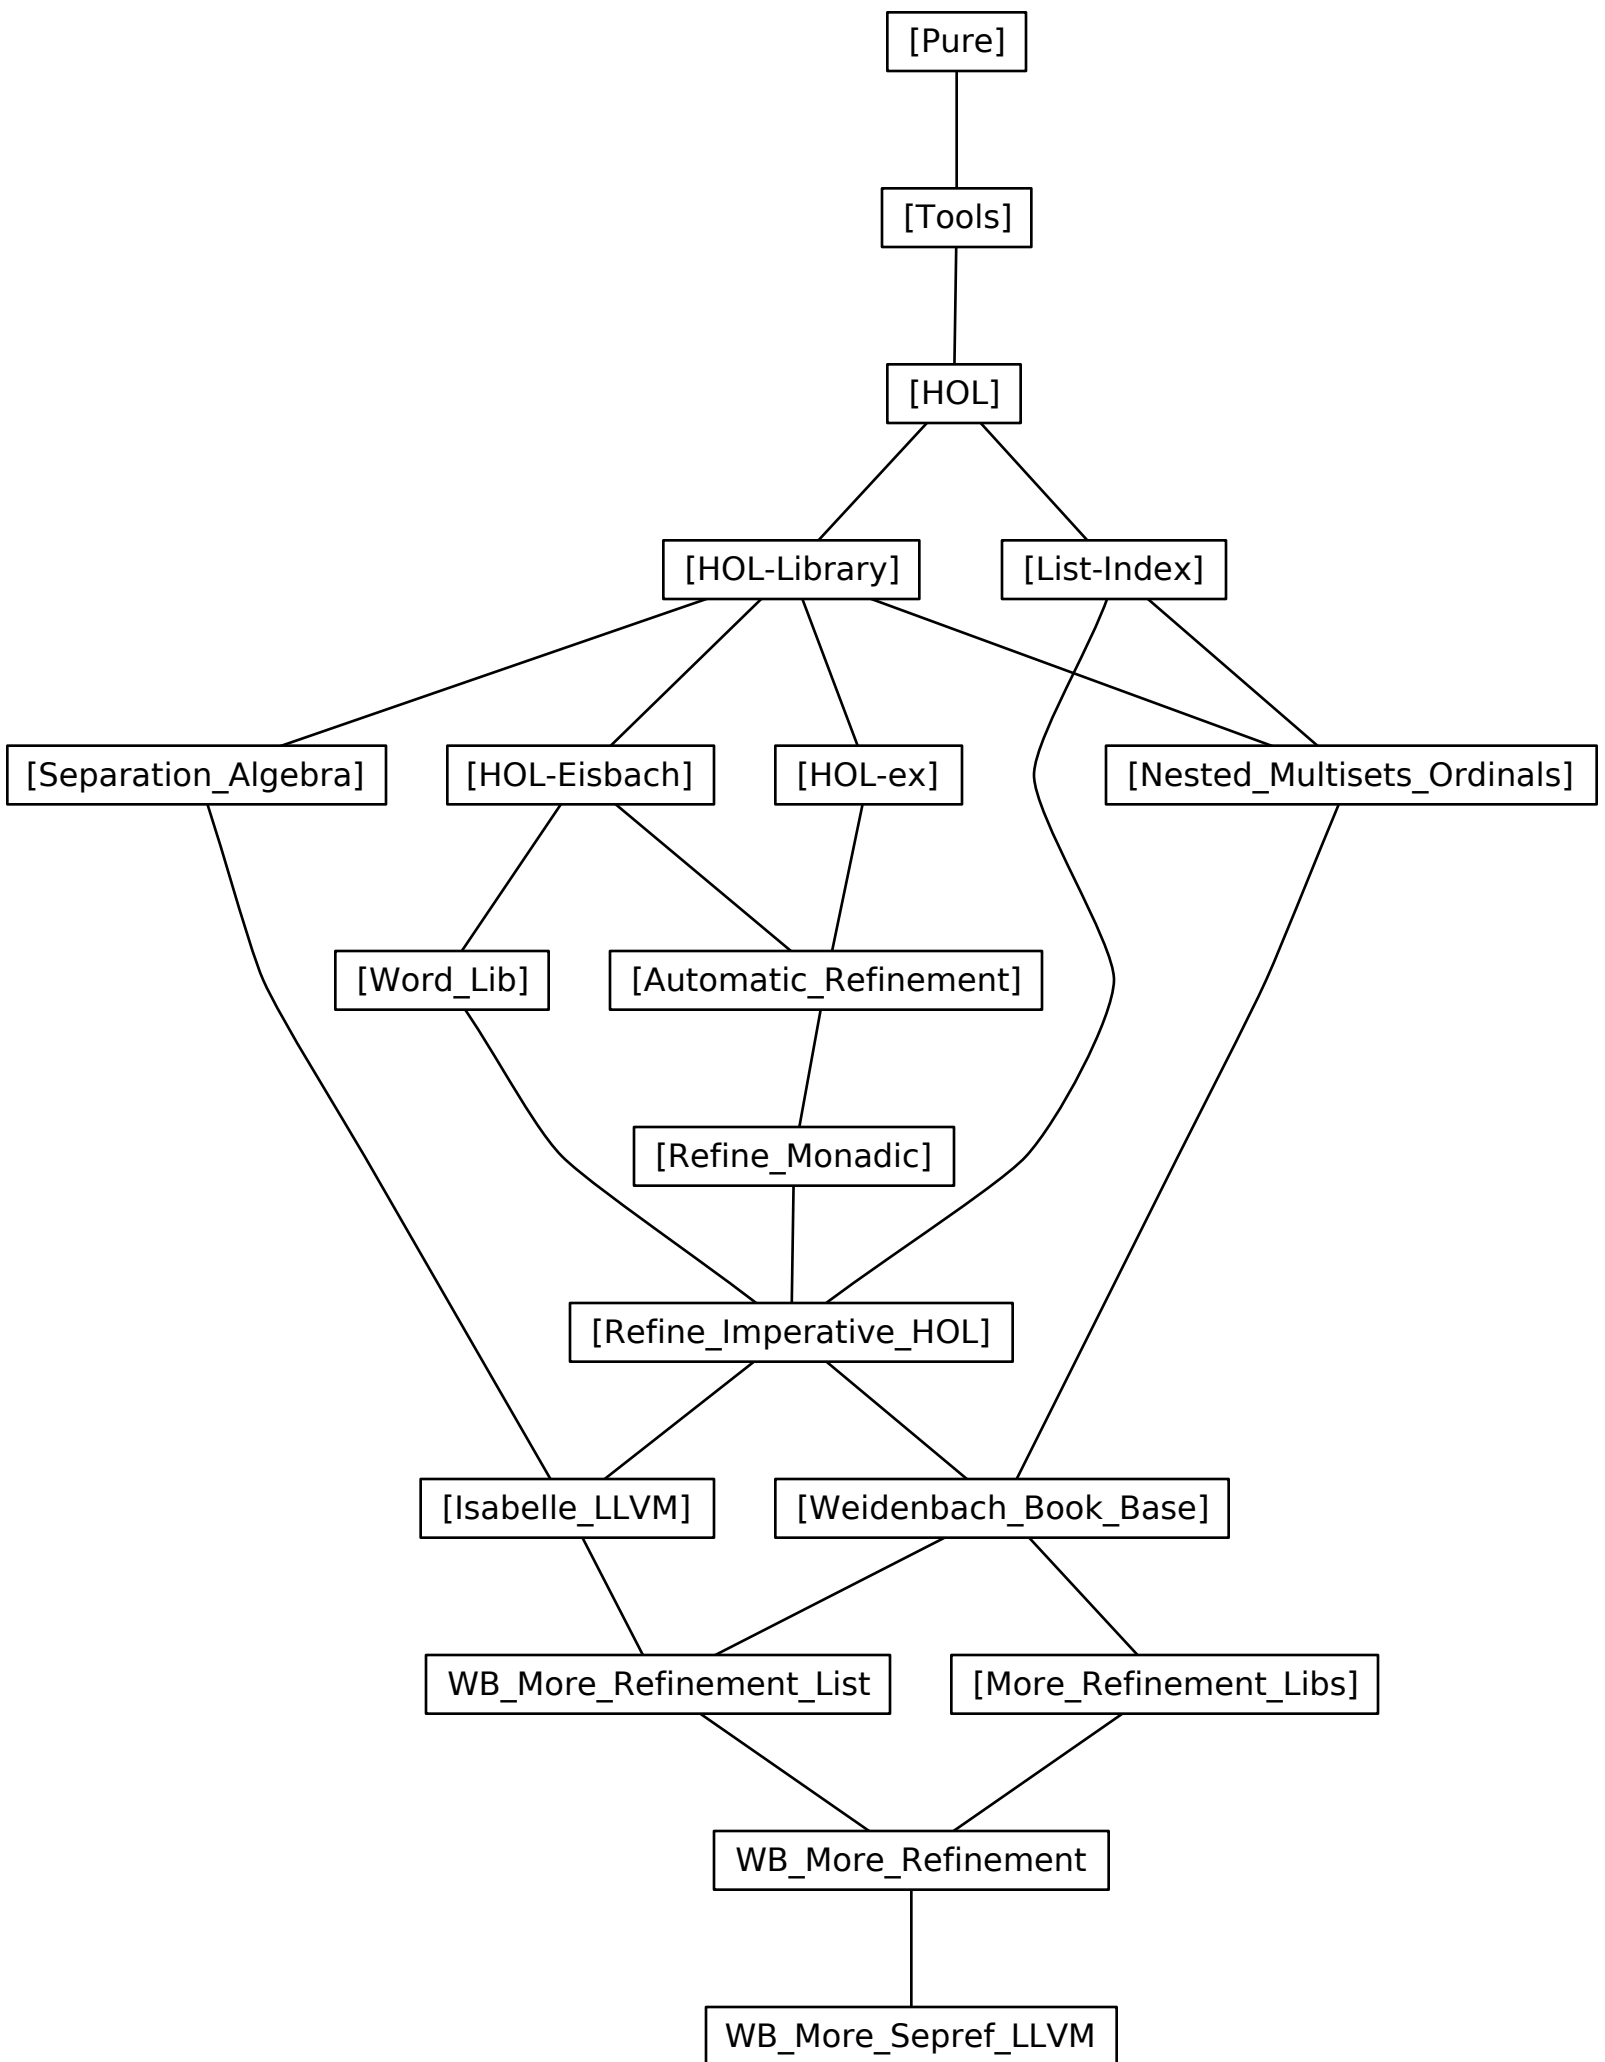 [Pure]
[Tools]
[HOL]
[HOL-Library]
[List-Index]
[Separation_Algebra]
[HOL-Eisbach]
[HOL-ex]
[Nested_Multisets_Ordinals]
[Word_Lib]
[Automatic_Refinement]
[Refine_Monadic]
[Refine_Imperative_HOL]
[Isabelle_LLVM]
[Weidenbach_Book_Base]
WB_More_Refinement_List
[More_Refinement_Libs]
WB_More_Refinement
WB_More_Sepref_LLVM